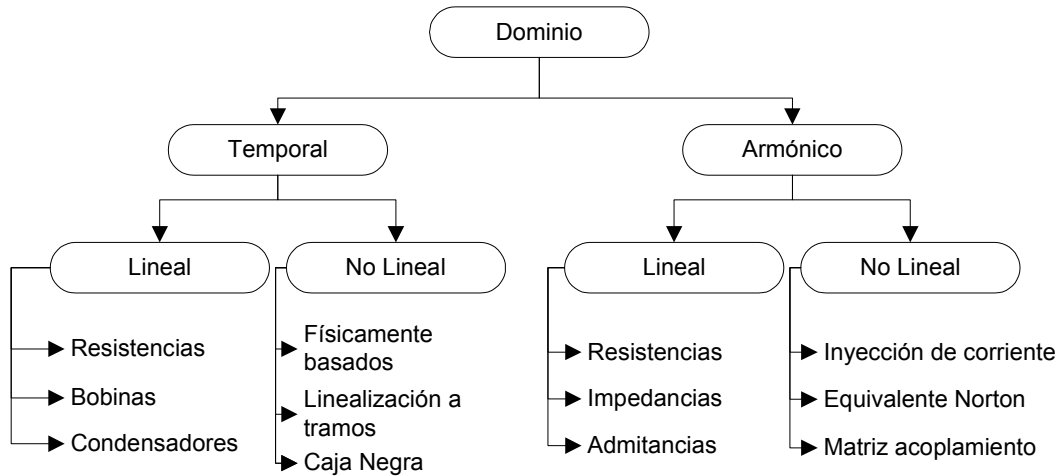 Dominio
Temporal
Armónico
Lineal
No Lineal
Lineal
No Lineal
Resistencias
Bobinas
Condensadores
Físicamente
basados
Linealización a
tramos
Caja Negra
Resistencias
Impedancias
Admitancias
Inyección de corriente
Equivalente Norton
Matriz acoplamiento